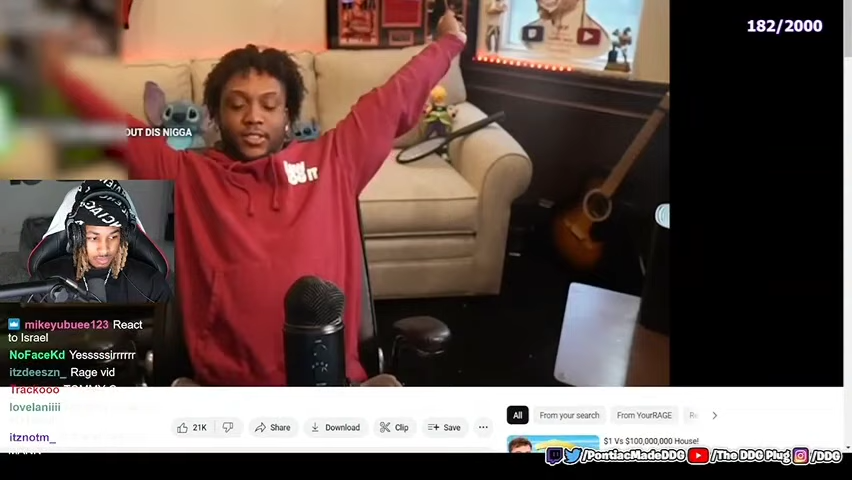 182/2000
OUT DIS NIGGA
mikeyubuee123 React
to Israel
NoFaceKd Yesssssirrrrrr
itzdeeszn_ Rage vid
Trackooo
lovelaniiii
itznotm_
21K
Share
Download
Clip
Save
All
From your search
From YourRAGE
$1 Vs $100,000,000 House!
/PontiacMadeDDG /The DDG Plug /DDG